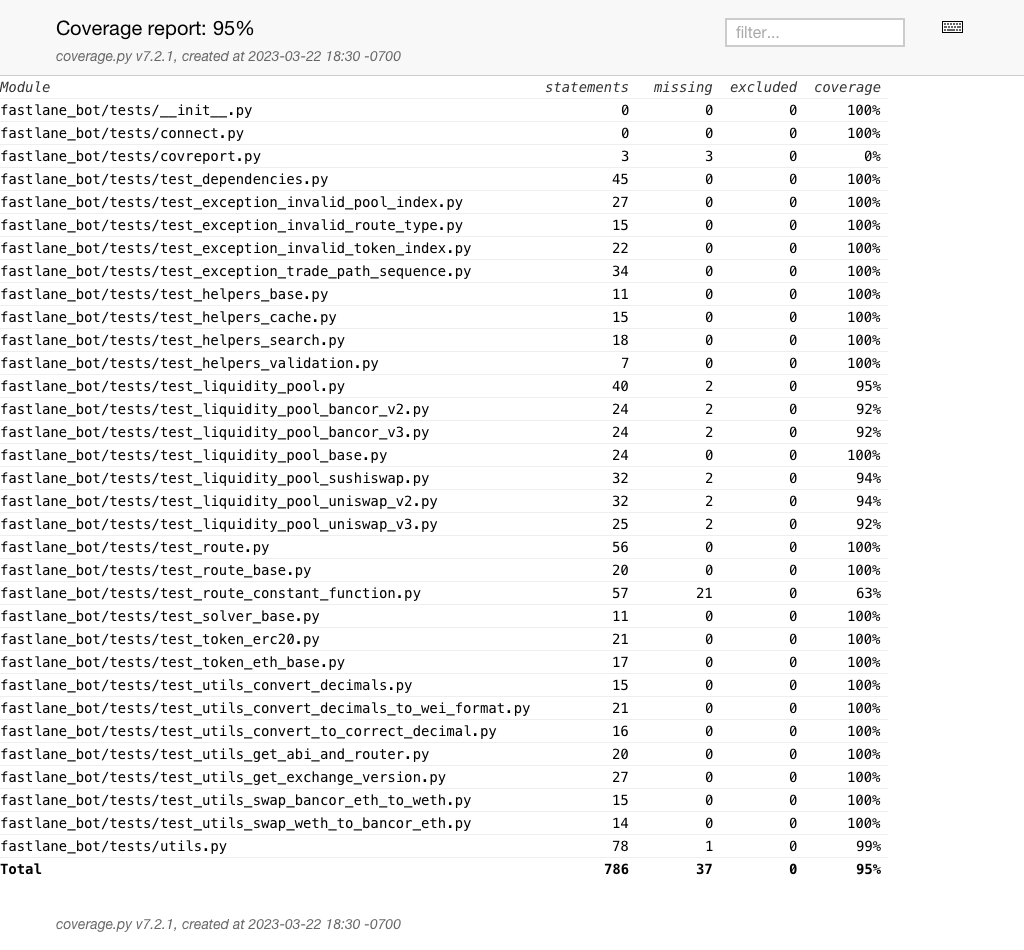 Coverage report: 95%
filter...
coverage.py v7.2.1, created at 2023-03-22 18:30 -0700
Module statements missing excluded coverage
fastlane_bot/tests/__init__.py 0 0 0 100%
fastlane_bot/tests/connect.py 0 0 0 100%
fastlane_bot/tests/covreport.py 3 3 0 0%
fastlane_bot/tests/test_dependencies.py 45 0 0 100%
fastlane_bot/tests/test_exception_invalid_pool_index.py 27 0 0 100%
fastlane_bot/tests/test_exception_invalid_route_type.py 15 0 0 100%
fastlane_bot/tests/test_exception_invalid_token_index.py 22 0 0 100%
fastlane_bot/tests/test_exception_trade_path_sequence.py 34 0 0 100%
fastlane_bot/tests/test_helpers_base.py 11 0 0 100%
fastlane_bot/tests/test_helpers_cache.py 15 0 0 100%
fastlane_bot/tests/test_helpers_search.py 18 0 0 100%
fastlane_bot/tests/test_helpers_validation.py 7 0 0 100%
fastlane_bot/tests/test_liquidity_pool.py 40 2 0 95%
fastlane_bot/tests/test_liquidity_pool_bancor_v2.py 24 2 0 92%
fastlane_bot/tests/test_liquidity_pool_bancor_v3.py 24 2 0 92%
fastlane_bot/tests/test_liquidity_pool_base.py 24 0 0 100%
fastlane_bot/tests/test_liquidity_pool_sushiswap.py 32 2 0 94%
fastlane_bot/tests/test_liquidity_pool_uniswap_v2.py 32 2 0 94%
fastlane_bot/tests/test_liquidity_pool_uniswap_v3.py 25 2 0 92%
fastlane_bot/tests/test_route.py 56 0 0 100%
fastlane_bot/tests/test_route_base.py 20 0 0 100%
fastlane_bot/tests/test_route_constant_function.py 57 21 0 63%
fastlane_bot/tests/test_solver_base.py 11 0 0 100%
fastlane_bot/tests/test_token_erc20.py 21 0 0 100%
fastlane_bot/tests/test_token_eth_base.py 17 0 0 100%
fastlane_bot/tests/test_utils_convert_decimals.py 15 0 0 100%
fastlane_bot/tests/test_utils_convert_decimals_to_wei_format.py 21 0 0 100%
fastlane_bot/tests/test_utils_convert_to_correct_decimal.py 16 0 0 100%
fastlane_bot/tests/test_utils_get_abi_and_router.py 20 0 0 100%
fastlane_bot/tests/test_utils_get_exchange_version.py 27 0 0 100%
fastlane_bot/tests/test_utils_swap_bancor_eth_to_weth.py 15 0 0 100%
fastlane_bot/tests/test_utils_swap_weth_to_bancor_eth.py 14 0 0 100%
fastlane_bot/tests/utils.py 78 1 0 99%
Total 786 37 0 95%
coverage.py v7.2.1, created at 2023-03-22 18:30 -0700